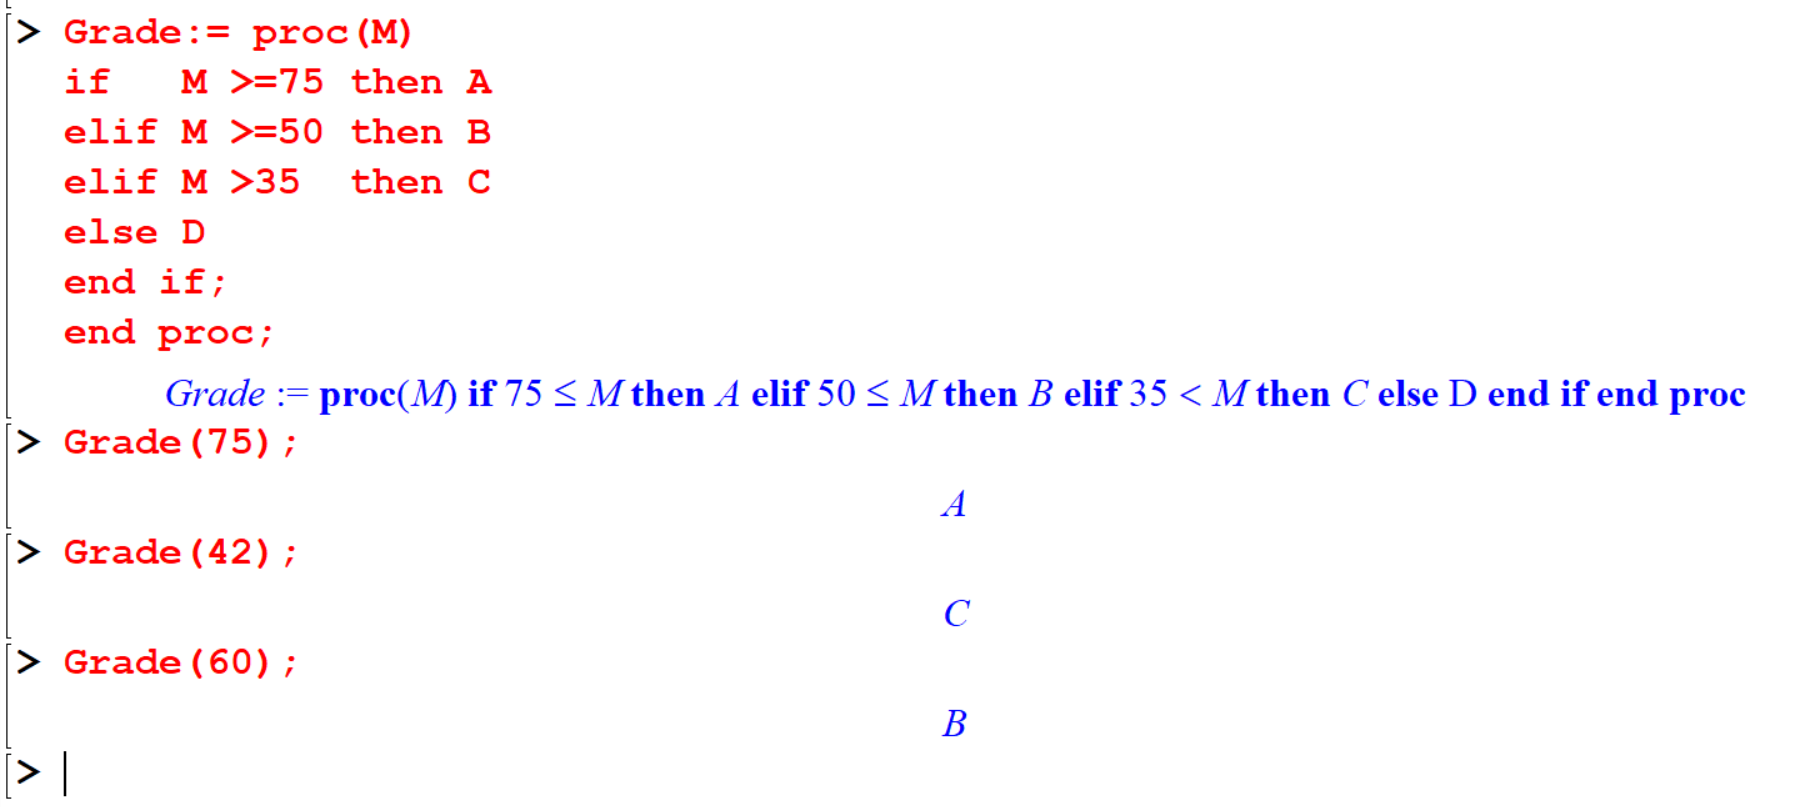 > Grade:= proc(M)
if   M >=75 then A
elif M >=50 then B
elif M >35  then C
else D
end if;
end proc;
Grade := proc(M) if 75 ≤ M then A elif 50 ≤ M then B elif 35 < M then C else D end if end proc
> Grade(75);
A
> Grade(42);
C
> Grade(60);
B
>